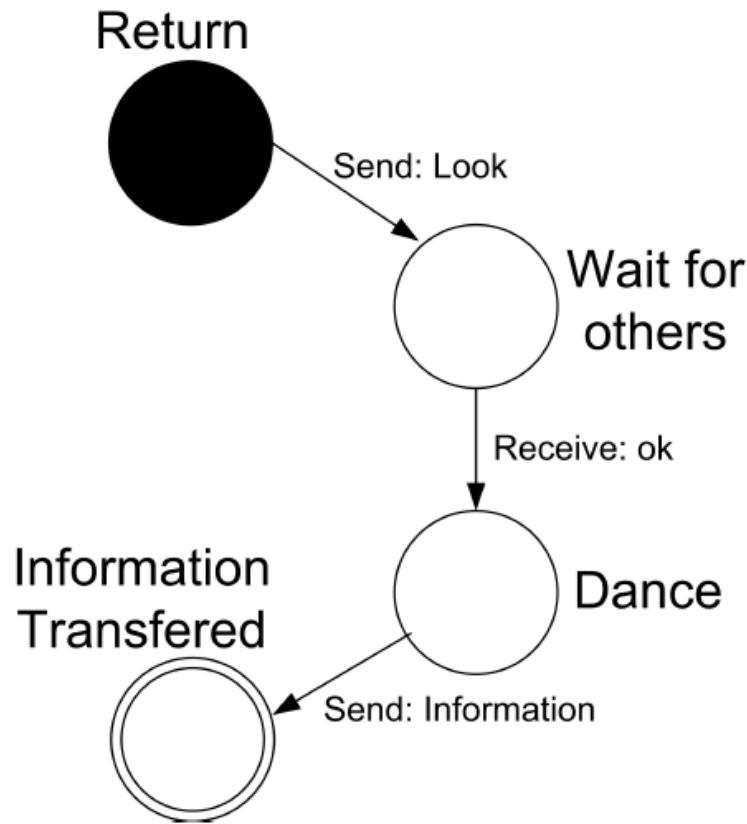 Return
Send: Look
Wait for
others
Receive: ok
Dance
Information
Transfered
Send: Information